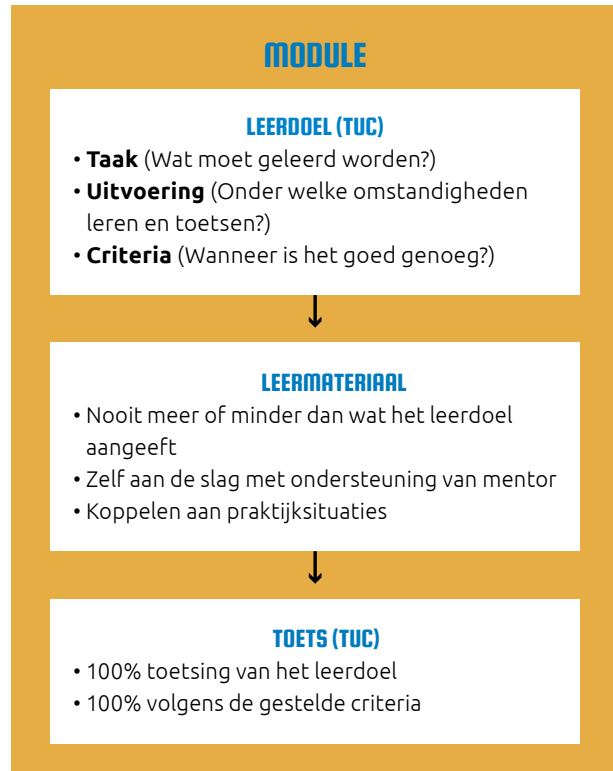 MODULE
LEERDOEL (TUC)
• Taak (Wat moet geleerd worden?)
• Uitvoering (Onder welke omstandigheden
leren en toetsen?)
• Criteria (Wanneer is het goed genoeg?)
LEERMATERIAAL
• Nooit meer of minder dan wat het leerdoel
aangeeft
• Zelf aan de slag met ondersteuning van mentor
• Koppelen aan praktijksituaties
TOETS (TUC)
• 100% toetsing van het leerdoel
• 100% volgens de gestelde criteria